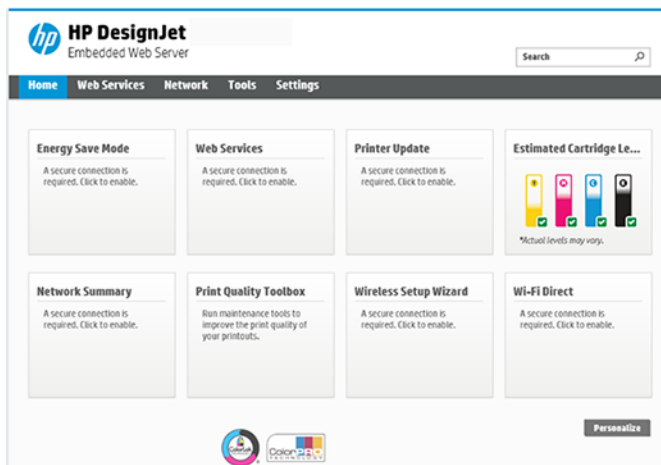 hp
HP DesignJet
Embedded Web Server
Search
Home Web Services Network Tools Settings
Energy Save Mode
A secure connection is
required. Click to enable.
Web Services
A secure connection is
required. Click to enable.
Printer Update
A secure connection is
required. Click to enable.
Estimated Cartridge Le...
Y M C K
*Actual levels may vary.
Network Summary
A secure connection is
required. Click to enable.
Print Quality Toolbox
Run maintenance tools to
improve the print quality of
your printouts.
Wireless Setup Wizard
A secure connection is
required. Click to enable.
Wi-Fi Direct
A secure connection is
required. Click to enable.
Personalize
ColorLok
ColorPRO
TECHNOLOGY